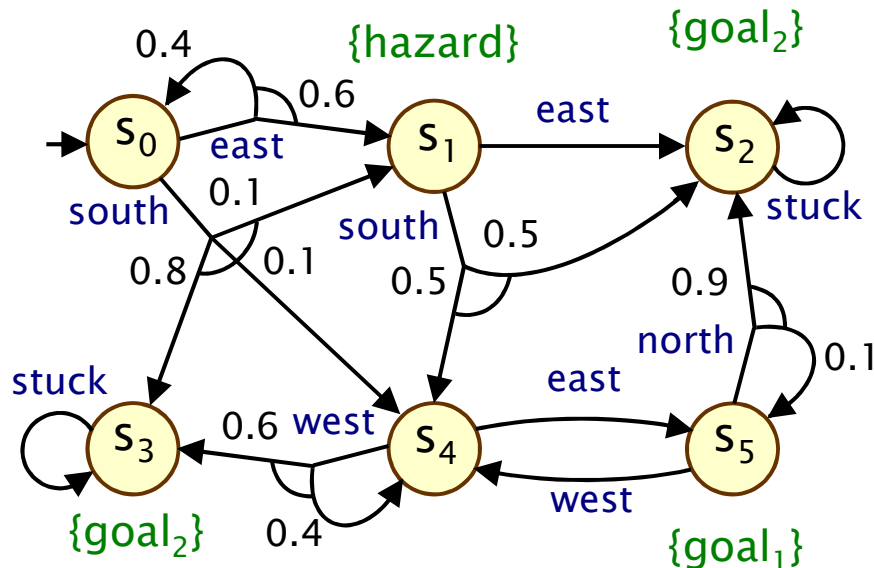 {goal₂}
{hazard}
0.4
0.6
s₀
east
s₁
east
s₂
stuck
south
0.1
0.8
0.1
south
0.5
0.5
0.9
north
0.1
stuck
east
s₃
0.6
west
s₄
s₅
0.4
west
{goal₂}
{goal₁}